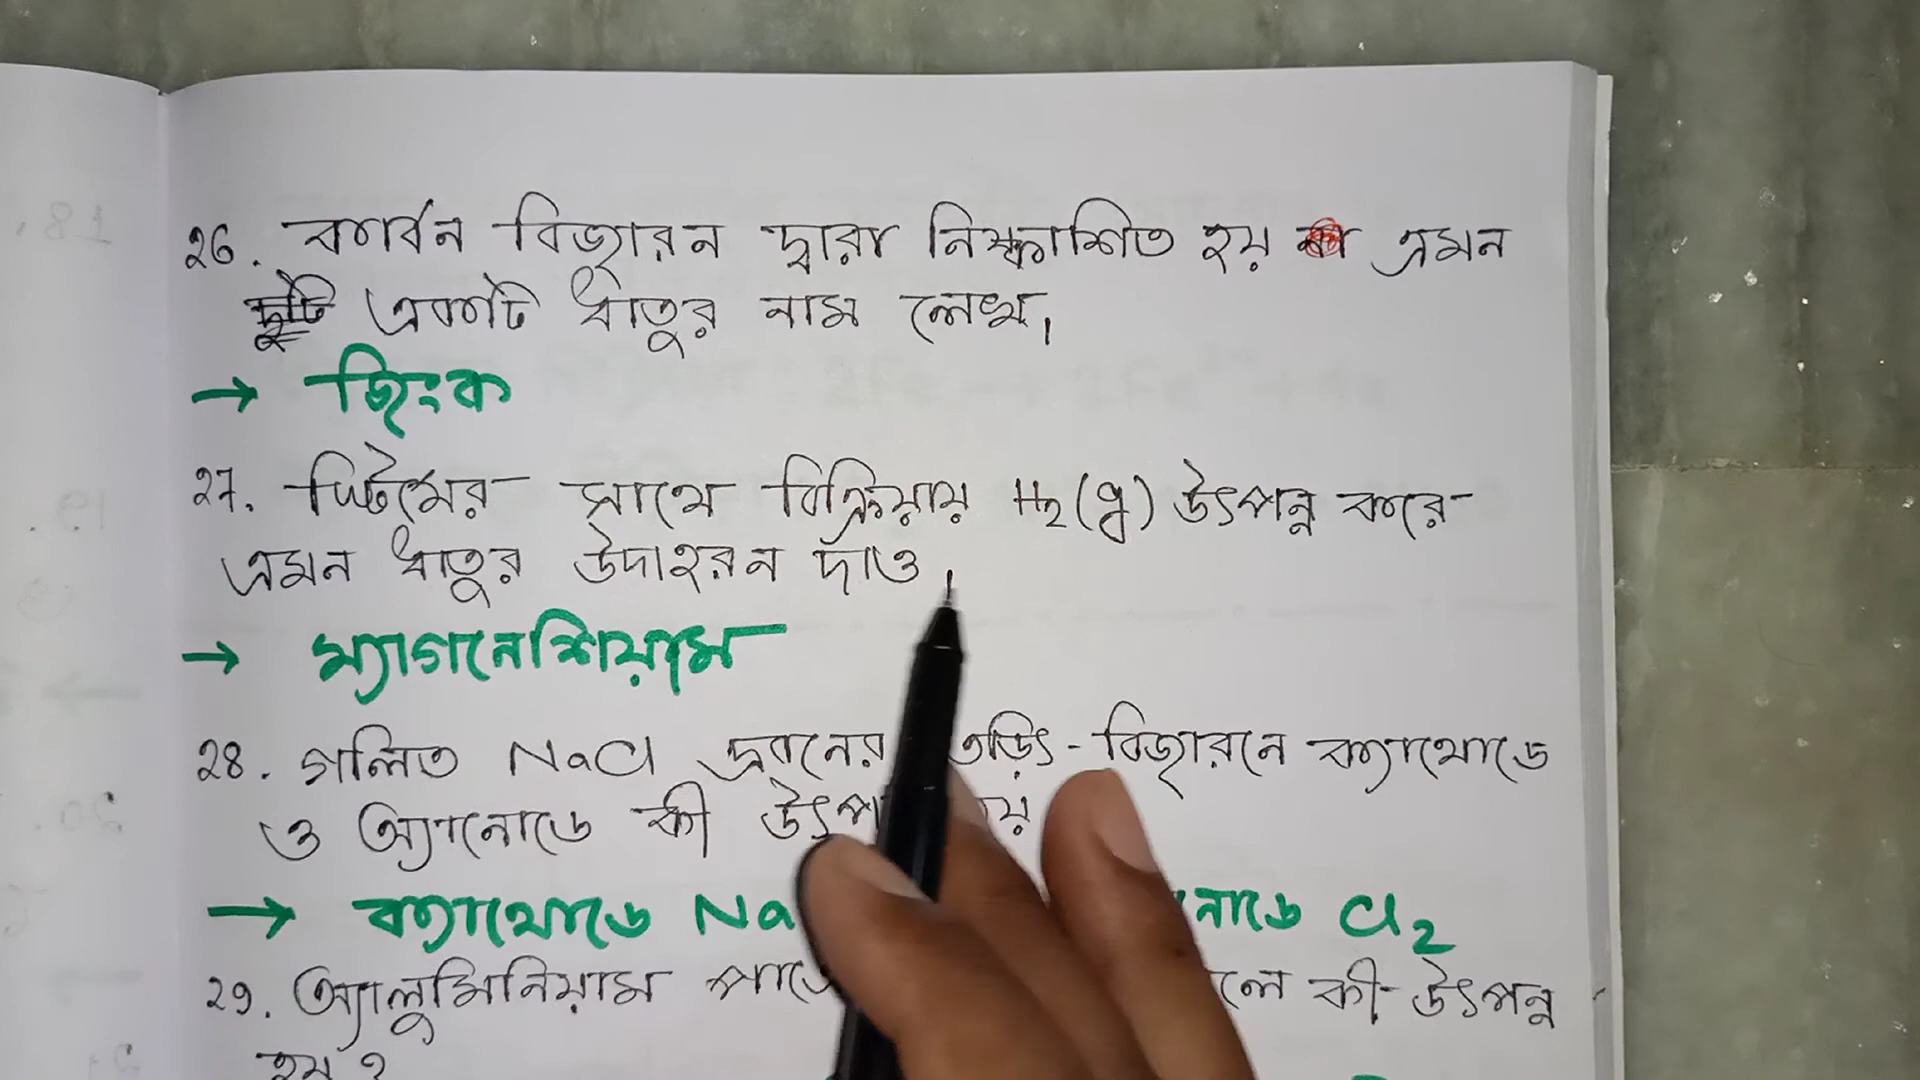 26. কার্বন বিজারন দ্বারা নিষ্কাশিত হয় এমন
একটি ধাতুর নাম লেখ।
→ জিংক
27. স্টিমের সাথে বিক্রিয়ায় H2(g) উৎপন্ন করে
এমন ধাতুর উদাহরন দাও
→ ম্যাগনেশিয়াম
28. গলিত NaCl দ্রবনের তড়িৎ-বিজারনে ক্যাথোডে
ও অ্যানোডে কী
→ ক্যাথোডে Na Cl2
29. অ্যালুমিনিয়াম কী উৎপন্ন
হয় ?